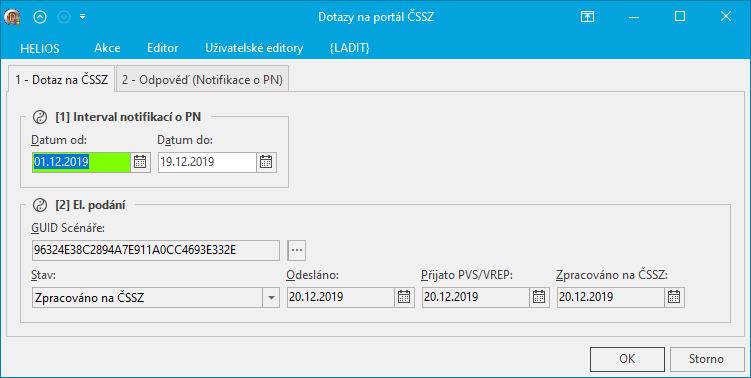 Dotazy na portál ČSSZ
HELIOS Akce Editor Uživatelské editory {LADIT}
1 - Dotaz na ČSSZ 2 - Odpověď (Notifikace o PN)
[1] Interval notifikací o PN
Datum od: Datum do:
01.12.2019 19.12.2019
[2] El. podání
GUID Scénáře:
96324E38C2894A7E911A0CC4693E332E ...
Stav: Odesláno: Přijato PVS/VREP: Zpracováno na ČSSZ:
Zpracováno na ČSSZ 20.12.2019 20.12.2019 20.12.2019
OK Storno